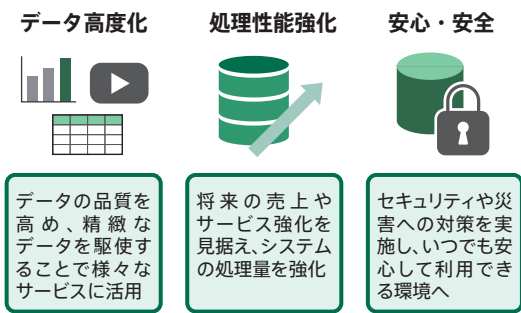 データ高度化
処理性能強化
安心・安全
データの品質を
高め、精緻な
データを駆使す
ることで様々な
サービスに活用
将来の売上や
サービス強化を
見据え、システム
の処理量を強化
セキュリティや災
害への対策を実
施し、いつでも安
心して利用でき
る環境へ